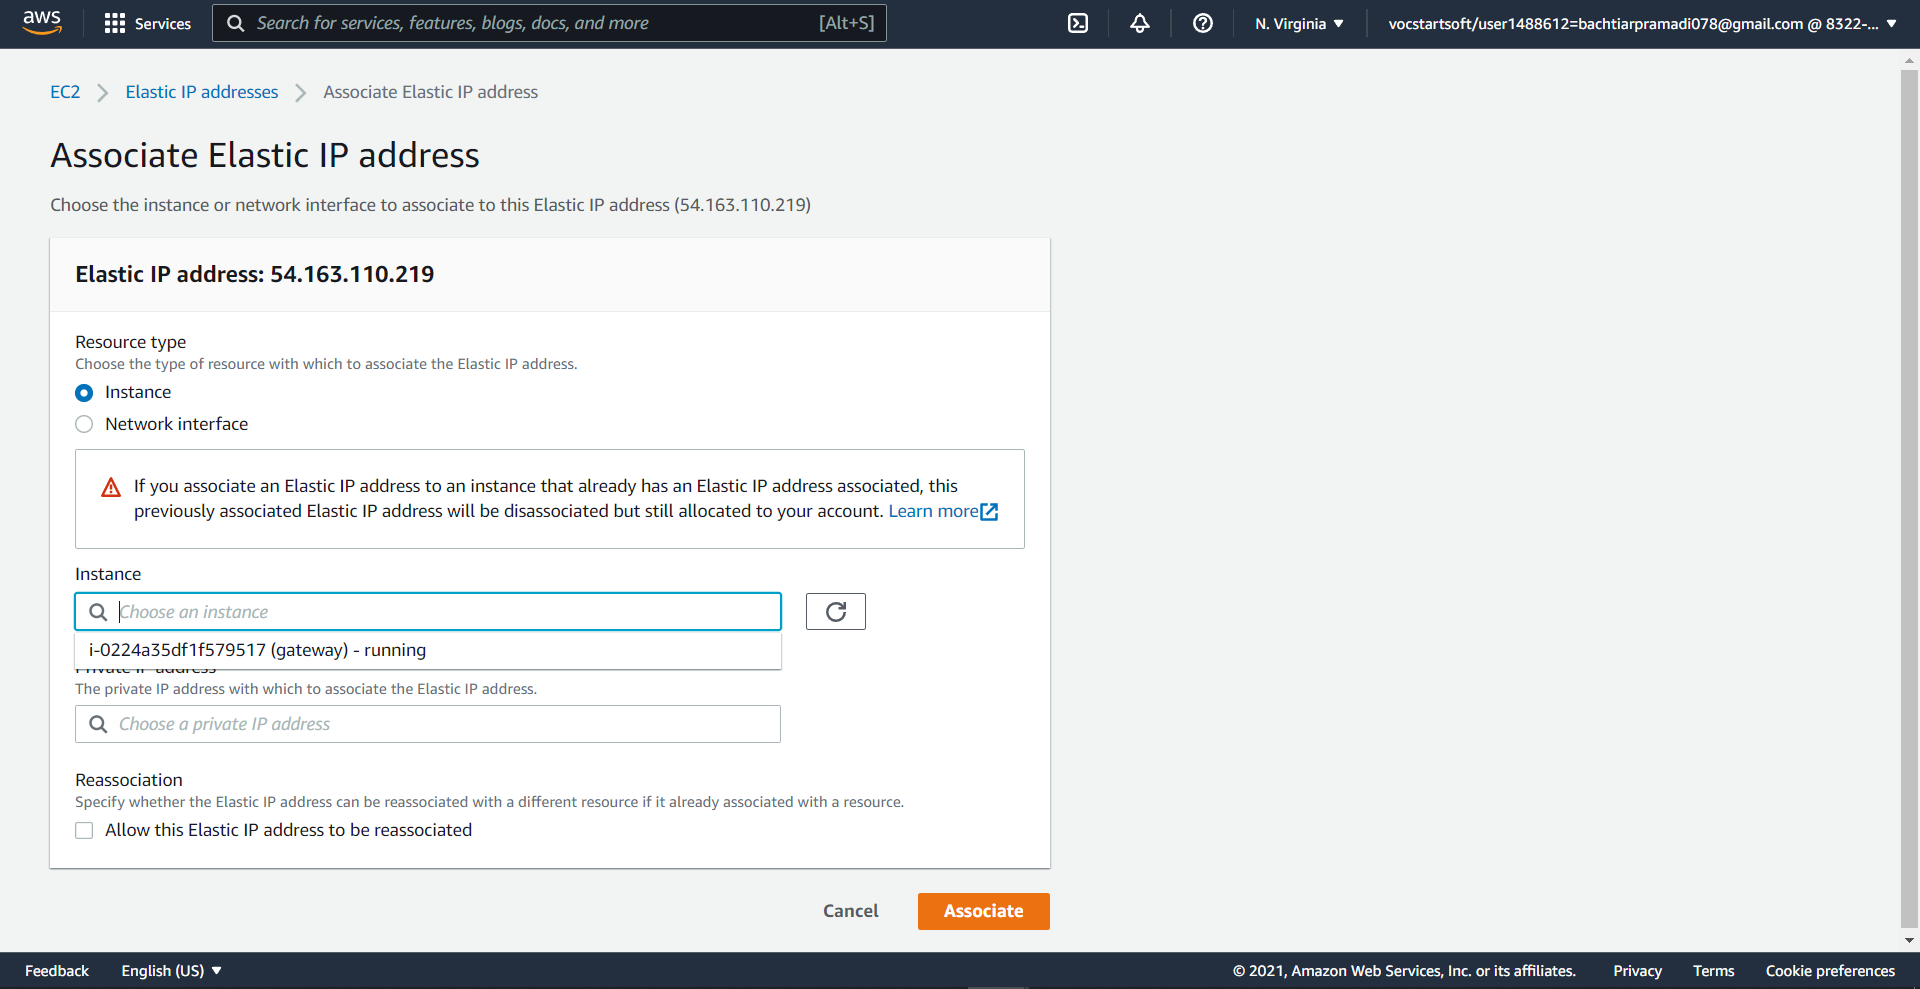 aws
Services
Search for services, features, blogs, docs, and more
[Alt+S]
N. Virginia
vocstartsoft/user1488612=bachtiarpramadi078@gmail.com @ 8322-...
EC2
Elastic IP addresses
Associate Elastic IP address
Associate Elastic IP address
Choose the instance or network interface to associate to this Elastic IP address (54.163.110.219)
Elastic IP address: 54.163.110.219
Resource type
Choose the type of resource with which to associate the Elastic IP address.
Instance
Network interface
If you associate an Elastic IP address to an instance that already has an Elastic IP address associated, this
previously associated Elastic IP address will be disassociated but still allocated to your account. Learn more
Instance
Choose an instance
i-0224a35df1f579517 (gateway) - running
Private IP address
The private IP address with which to associate the Elastic IP address.
Choose a private IP address
Reassociation
Specify whether the Elastic IP address can be reassociated with a different resource if it already associated with a resource.
Allow this Elastic IP address to be reassociated
Cancel
Associate
Feedback
English (US)
© 2021, Amazon Web Services, Inc. or its affiliates.
Privacy
Terms
Cookie preferences